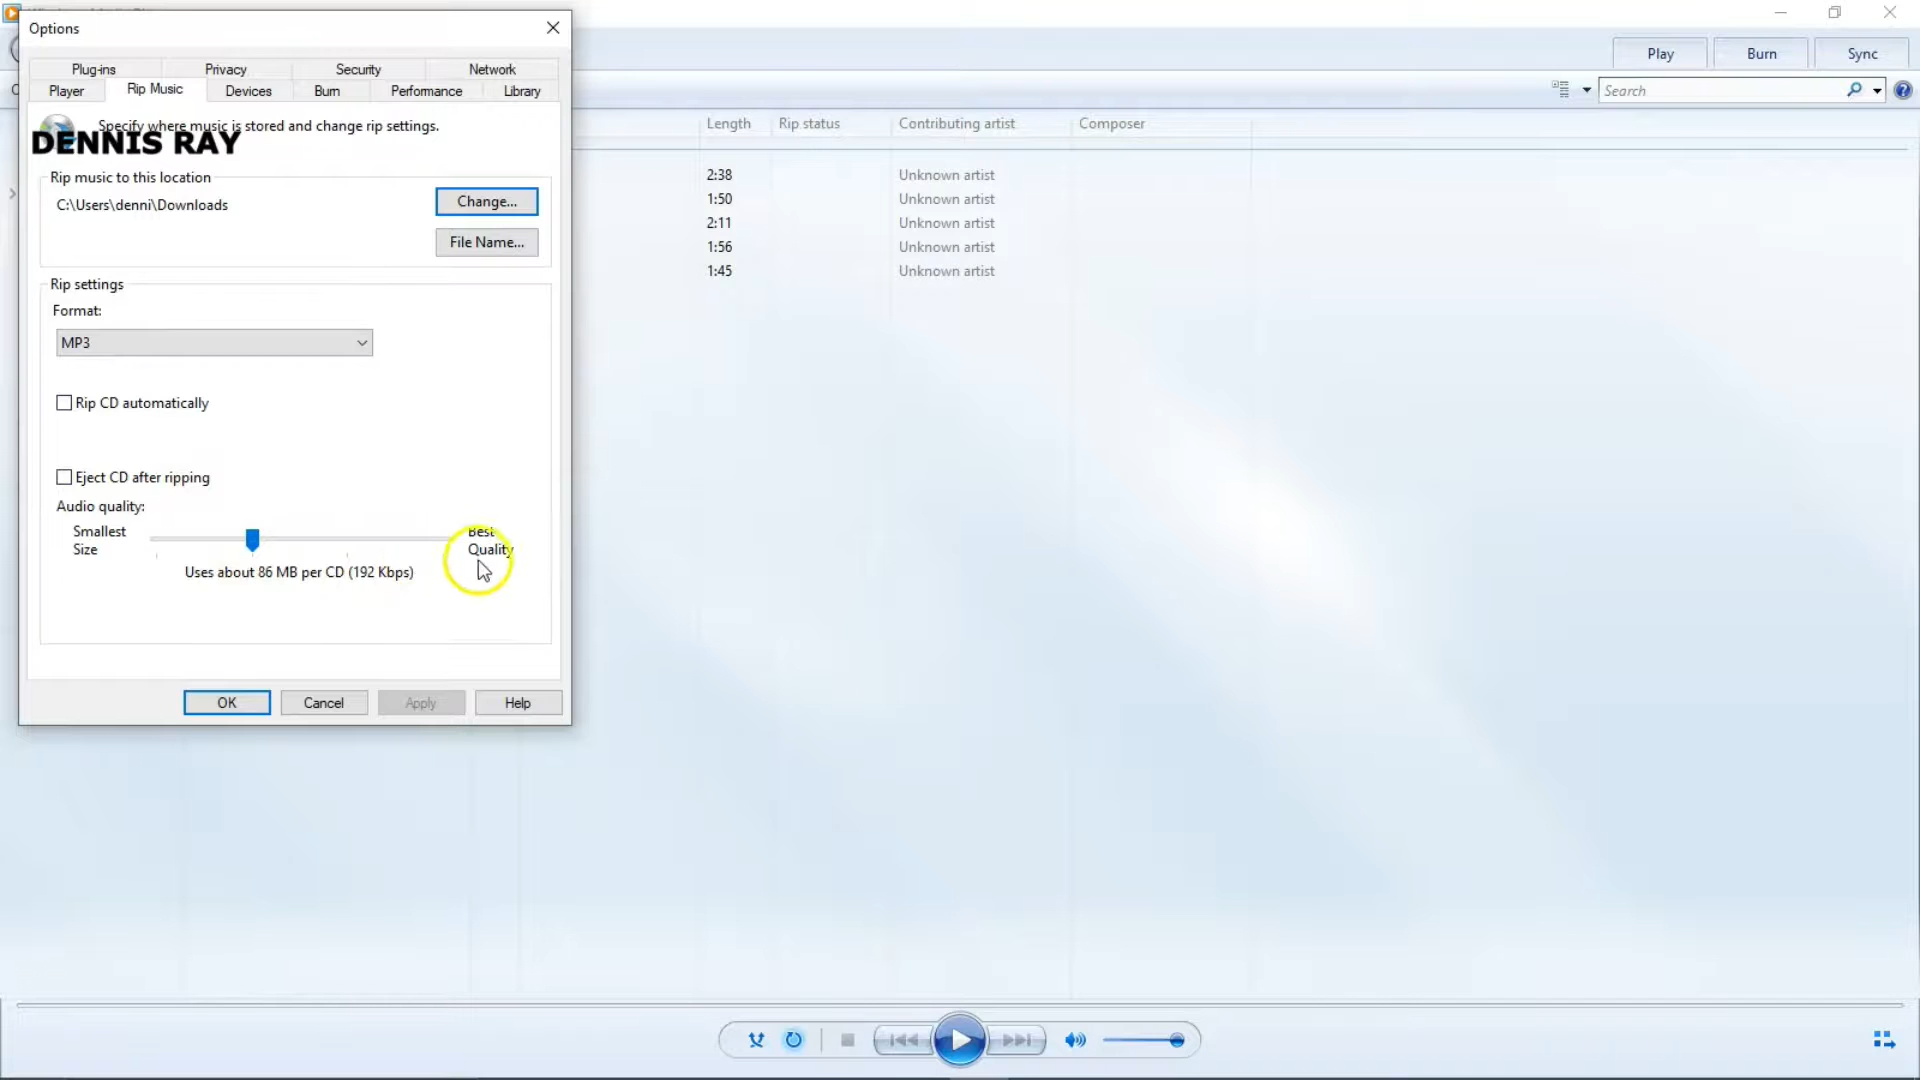 Options
Plug-ins Privacy Security Network
Player Rip Music Devices Burn Performance Library
Specify where music is stored and change rip settings.
DENNIS RAY
Rip music to this location
C:\Users\denni\Downloads
Change...
File Name...
Rip settings
Format:
MP3
Rip CD automatically
Eject CD after ripping
Audio quality:
Smallest
Size
Best
Quality
Uses about 86 MB per CD (192 Kbps)
OK Cancel Apply Help
Play Burn Sync
Search
Length Rip status Contributing artist Composer
2:38 Unknown artist
1:50 Unknown artist
2:11 Unknown artist
1:56 Unknown artist
1:45 Unknown artist